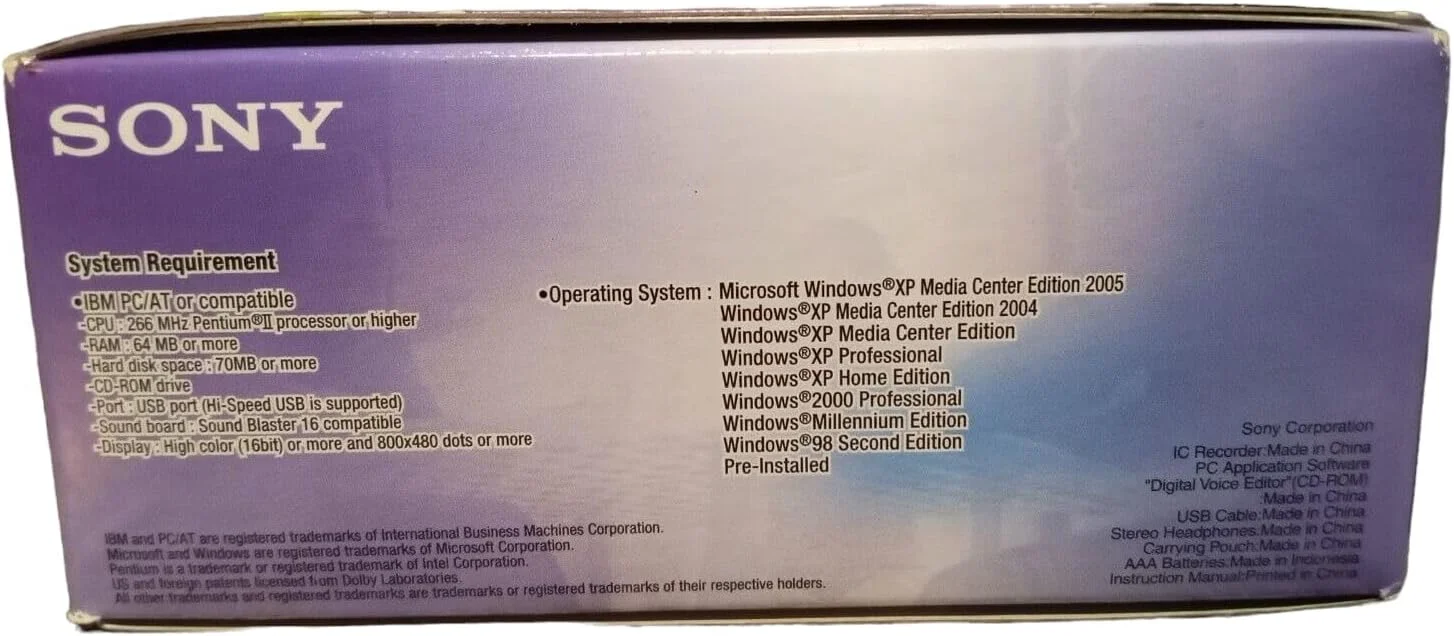 SONY
System Requirement
•IBM PC/AT or compatible
-CPU : 266 MHz Pentium®II processor or higher
-RAM : 64 MB or more
-Hard disk space : 70MB or more
-CD-ROM drive
-Port : USB port (Hi-Speed USB is supported)
-Sound board : Sound Blaster 16 compatible
-Display : High color (16bit) or more and 800x480 dots or more
•Operating System : Microsoft Windows®XP Media Center Edition 2005
Windows®XP Media Center Edition 2004
Windows®XP Media Center Edition
Windows®XP Professional
Windows®XP Home Edition
Windows®2000 Professional
Windows®Millennium Edition
Windows®98 Second Edition
Pre-Installed
IBM and PC/AT are registered trademarks of International Business Machines Corporation.
Microsoft and Windows are registered trademarks of Microsoft Corporation.
Pentium is a trademark or registered trademark of Intel Corporation.
US and foreign patents licensed from Dolby Laboratories.
All other trademarks and registered trademarks are trademarks or registered trademarks of their respective holders.
Sony Corporation
IC Recorder:Made in China
PC Application Software
"Digital Voice Editor"(CD-ROM)
:Made in China
USB Cable:Made in China
Stereo Headphones:Made in China
Carrying Pouch:Made in China
AAA Batteries:Made in Indonesia
Instruction Manual:Printed in China